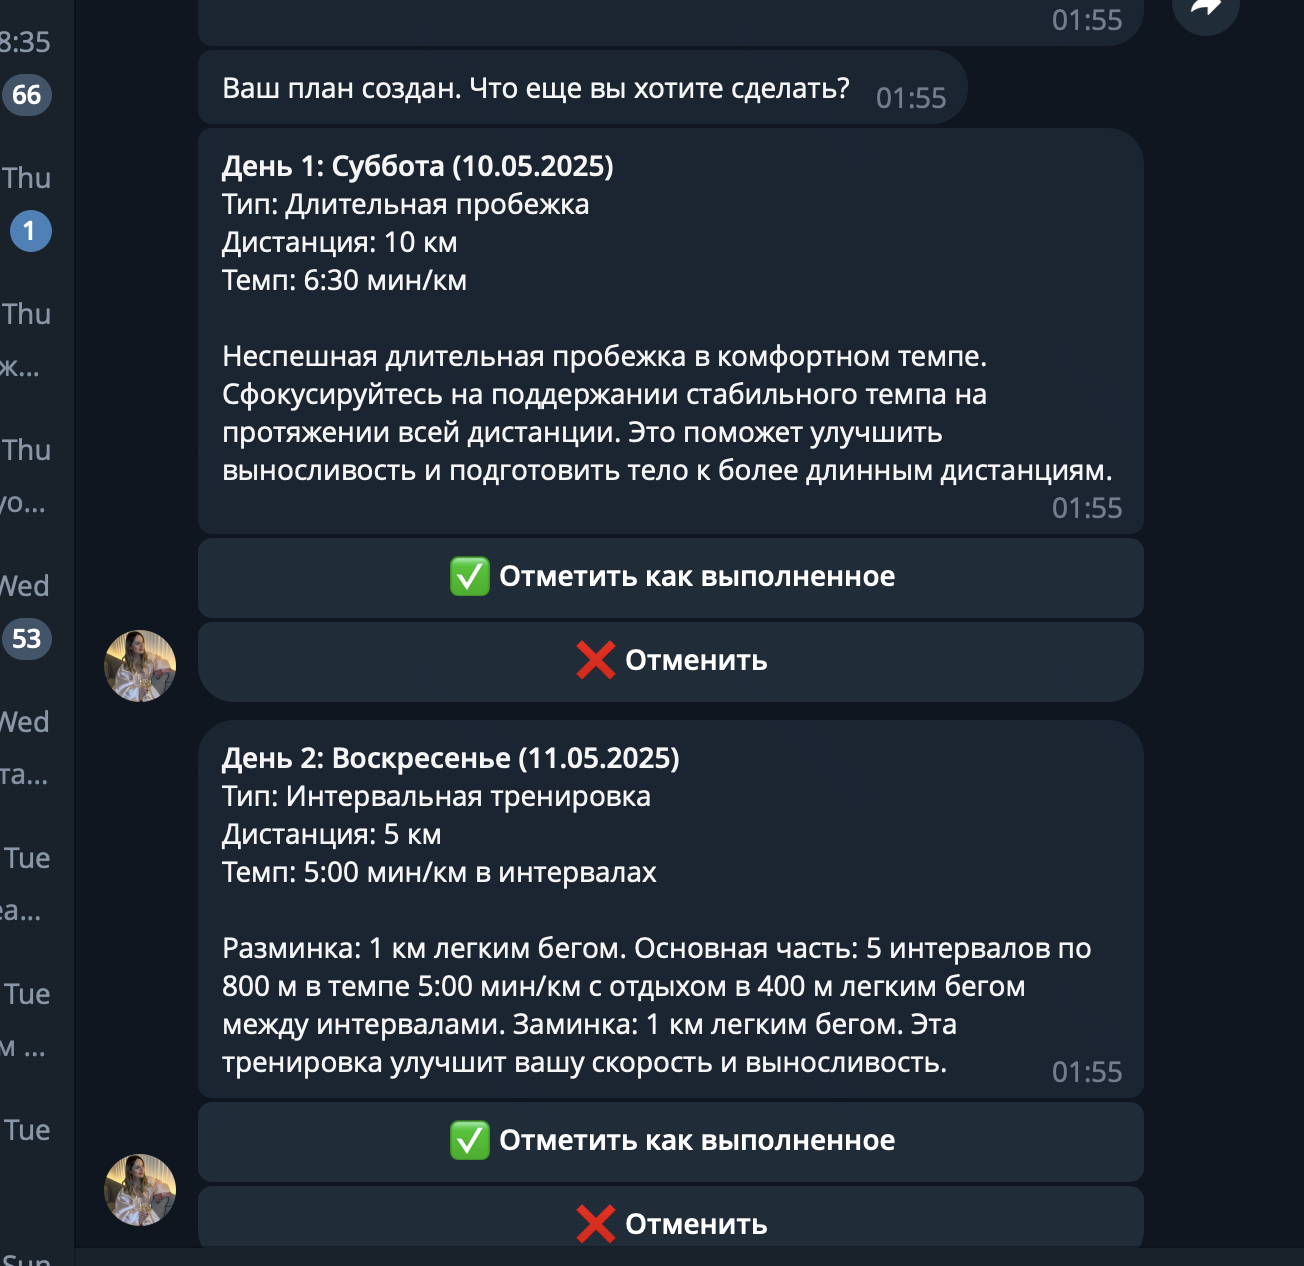 8:35
66
Thu
1
Thu
ж...
Thu
yo...
Wed
53
Wed
та...
Tue
еа...
Tue
м ...
Tue
Sun
01:55
Ваш план создан. Что еще вы хотите сделать? 01:55
День 1: Суббота (10.05.2025)
Тип: Длительная пробежка
Дистанция: 10 км
Темп: 6:30 мин/км
Неспешная длительная пробежка в комфортном темпе.
Сфокусируйтесь на поддержании стабильного темпа на
протяжении всей дистанции. Это поможет улучшить
выносливость и подготовить тело к более длинным дистанциям.
01:55
✅ Отметить как выполненное
❌ Отменить
День 2: Воскресенье (11.05.2025)
Тип: Интервальная тренировка
Дистанция: 5 км
Темп: 5:00 мин/км в интервалах
Разминка: 1 км легким бегом. Основная часть: 5 интервалов по
800 м в темпе 5:00 мин/км с отдыхом в 400 м легким бегом
между интервалами. Заминка: 1 км легким бегом. Эта
тренировка улучшит вашу скорость и выносливость.
01:55
✅ Отметить как выполненное
❌ Отменить